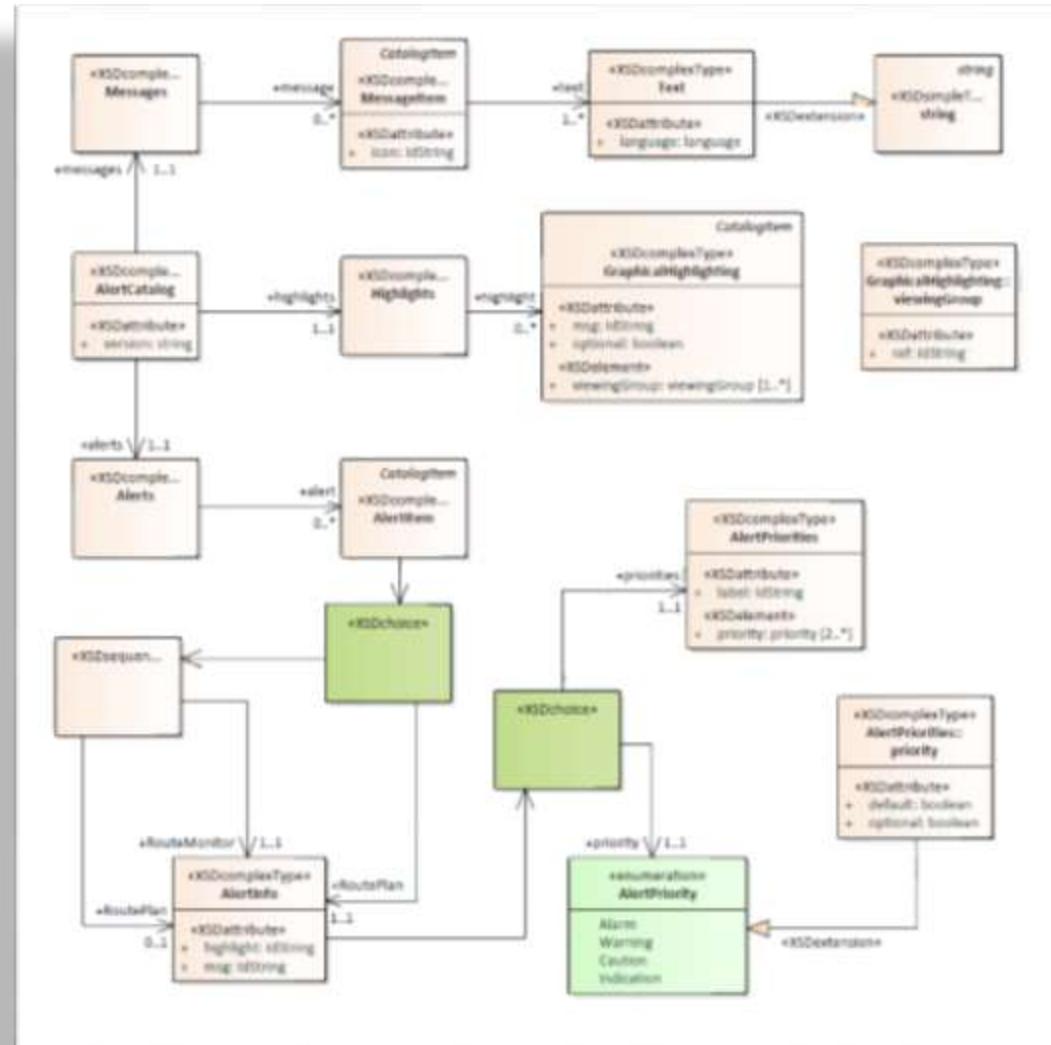 «XSDcomple...
Messages
+message
0..*
CatalogItem
«XSDcomple...
MessageItem
«XSDattribute»
+ icon: IdString
+text
1..*
«XSDcomplexType»
Text
«XSDattribute»
+ language: language
«XSDextension»
string
«XSDsimpleT...
string
+messages
1..1
«XSDcomple...
AlertCatalog
«XSDattribute»
+ version: string
+highlights
1..1
«XSDcomple...
Highlights
+highlight
0..*
CatalogItem
«XSDcomplexType»
GraphicalHighlighting
«XSDattribute»
+ msg: IdString
+ optional: boolean
«XSDelement»
+ viewingGroup: viewingGroup [1..*]
«XSDcomplexType»
GraphicalHighlighting::
viewingGroup
«XSDattribute»
+ ref: IdString
+alerts
1..1
«XSDcomple...
Alerts
+alert
0..*
CatalogItem
«XSDcomple...
AlertItem
«XSDchoice»
«XSDsequen...
+priorities
1..1
«XSDcomplexType»
AlertPriorities
«XSDattribute»
+ label: IdString
«XSDelement»
+ priority: priority [2..*]
«XSDchoice»
«XSDcomplexType»
AlertPriorities::
priority
«XSDattribute»
+ default: boolean
+ optional: boolean
+RouteMonitor
1..1
+RoutePlan
0..1
«XSDcomplexType»
AlertInfo
«XSDattribute»
+ highlight: IdString
+ msg: IdString
+RoutePlan
1..1
+priority
1..1
«enumeration»
AlertPriority
Alarm
Warning
Caution
Indication
«XSDextension»